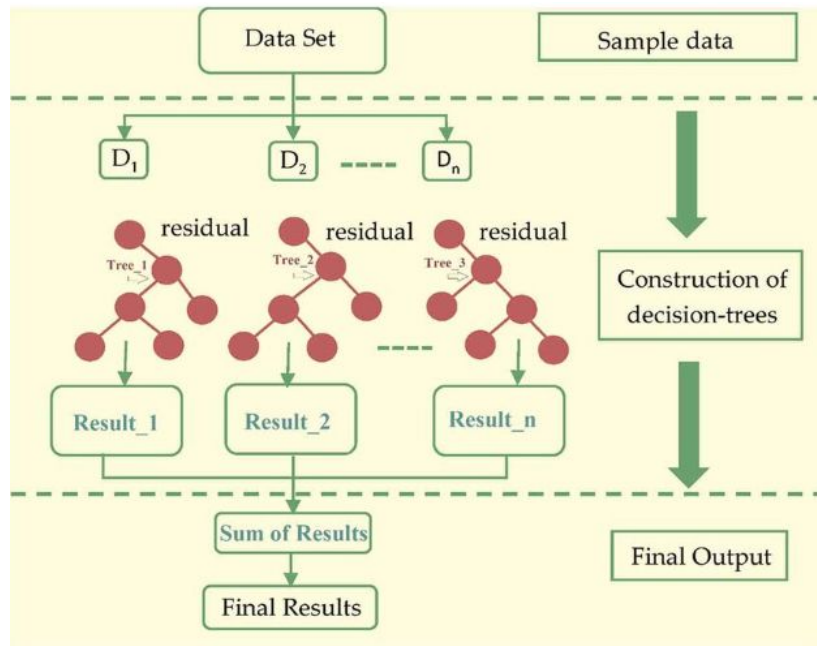 Data Set
Sample data
D1
D2
Dn
residual
residual
residual
Tree_1
Tree_2
Tree_3
Construction of
decision-trees
Result_1
Result_2
Result_n
Sum of Results
Final Output
Final Results